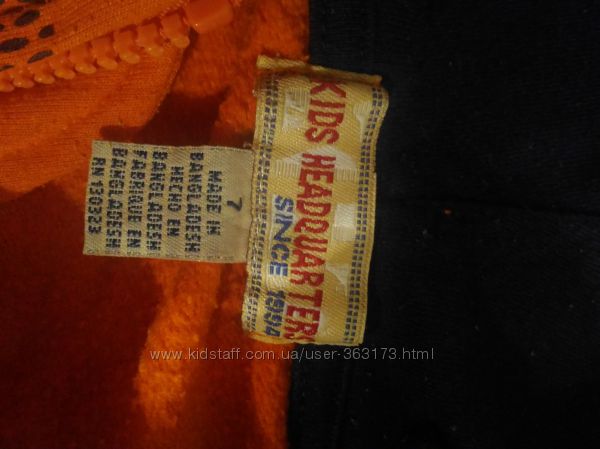 KIDS HEADQUARTERS
SINCE 1994
7
MADE IN
BANGLADESH
HECHO EN
BANGLADESH
FABRIQUE EN
BANGLADESH
RN 130323
www.kidstaff.com.ua/user-363173.html